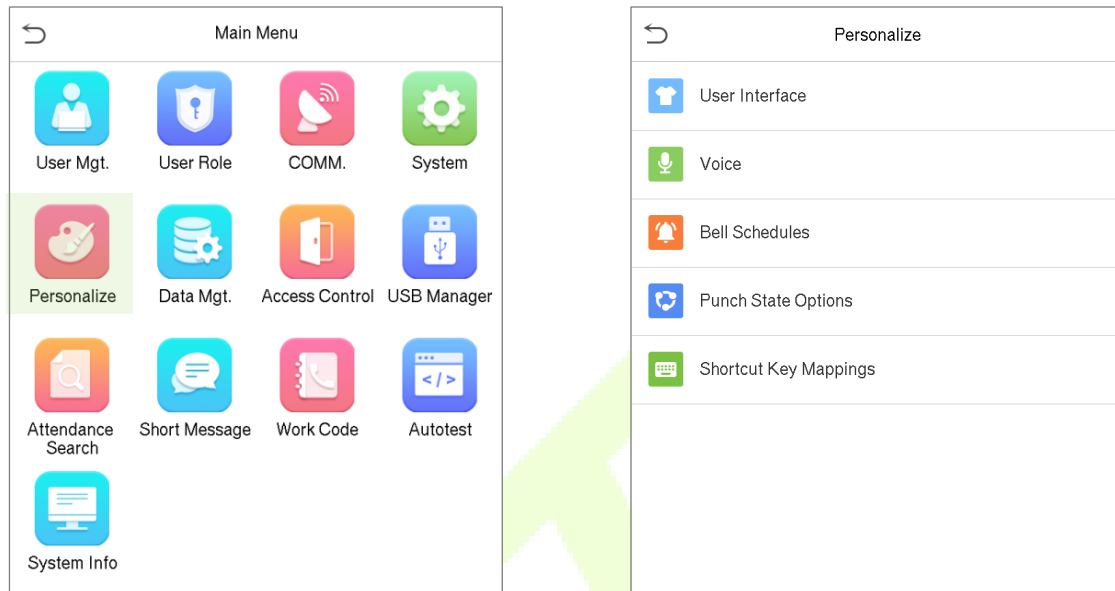 Main Menu
User Mgt.
User Role
COMM.
System
Personalize
Data Mgt.
Access Control
USB Manager
Attendance
Search
Short Message
Work Code
</>
Autotest
System Info
Personalize
User Interface
Voice
Bell Schedules
Punch State Options
Shortcut Key Mappings